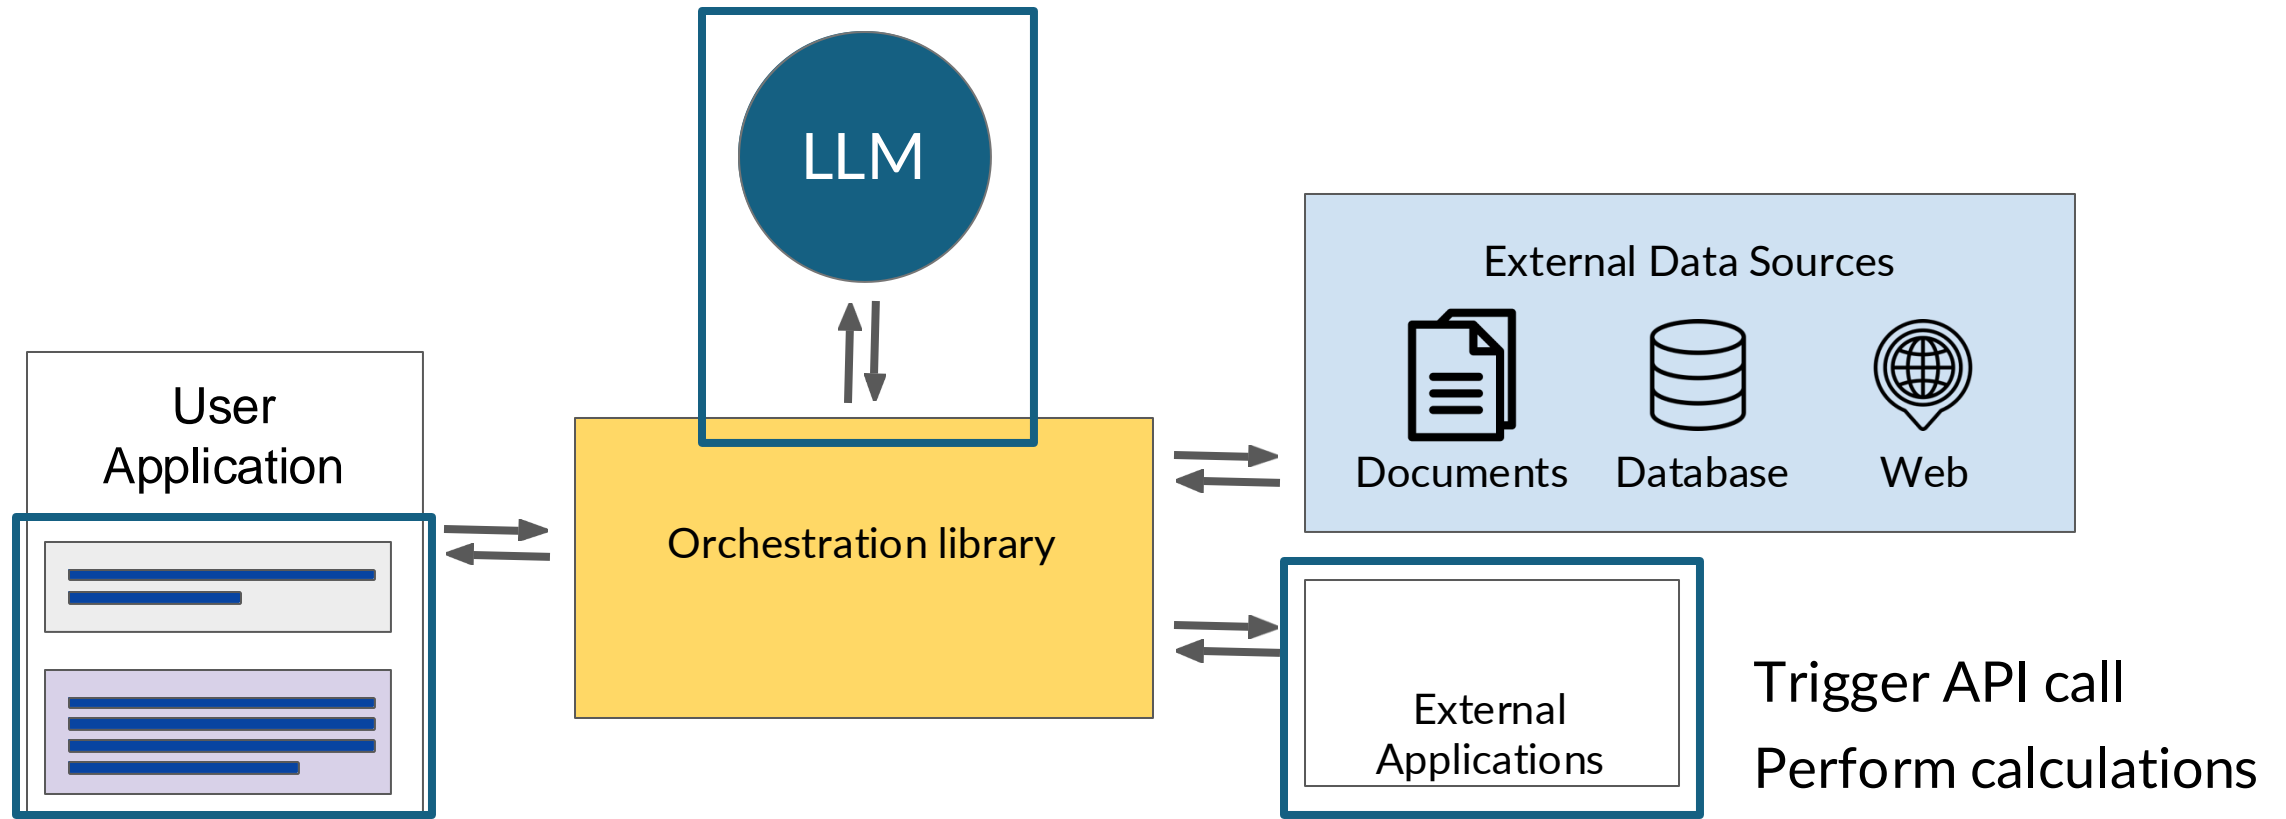 LLM
External Data Sources
Documents
Database
Web
User
Application
Orchestration library
External
Applications
Trigger API call
Perform calculations